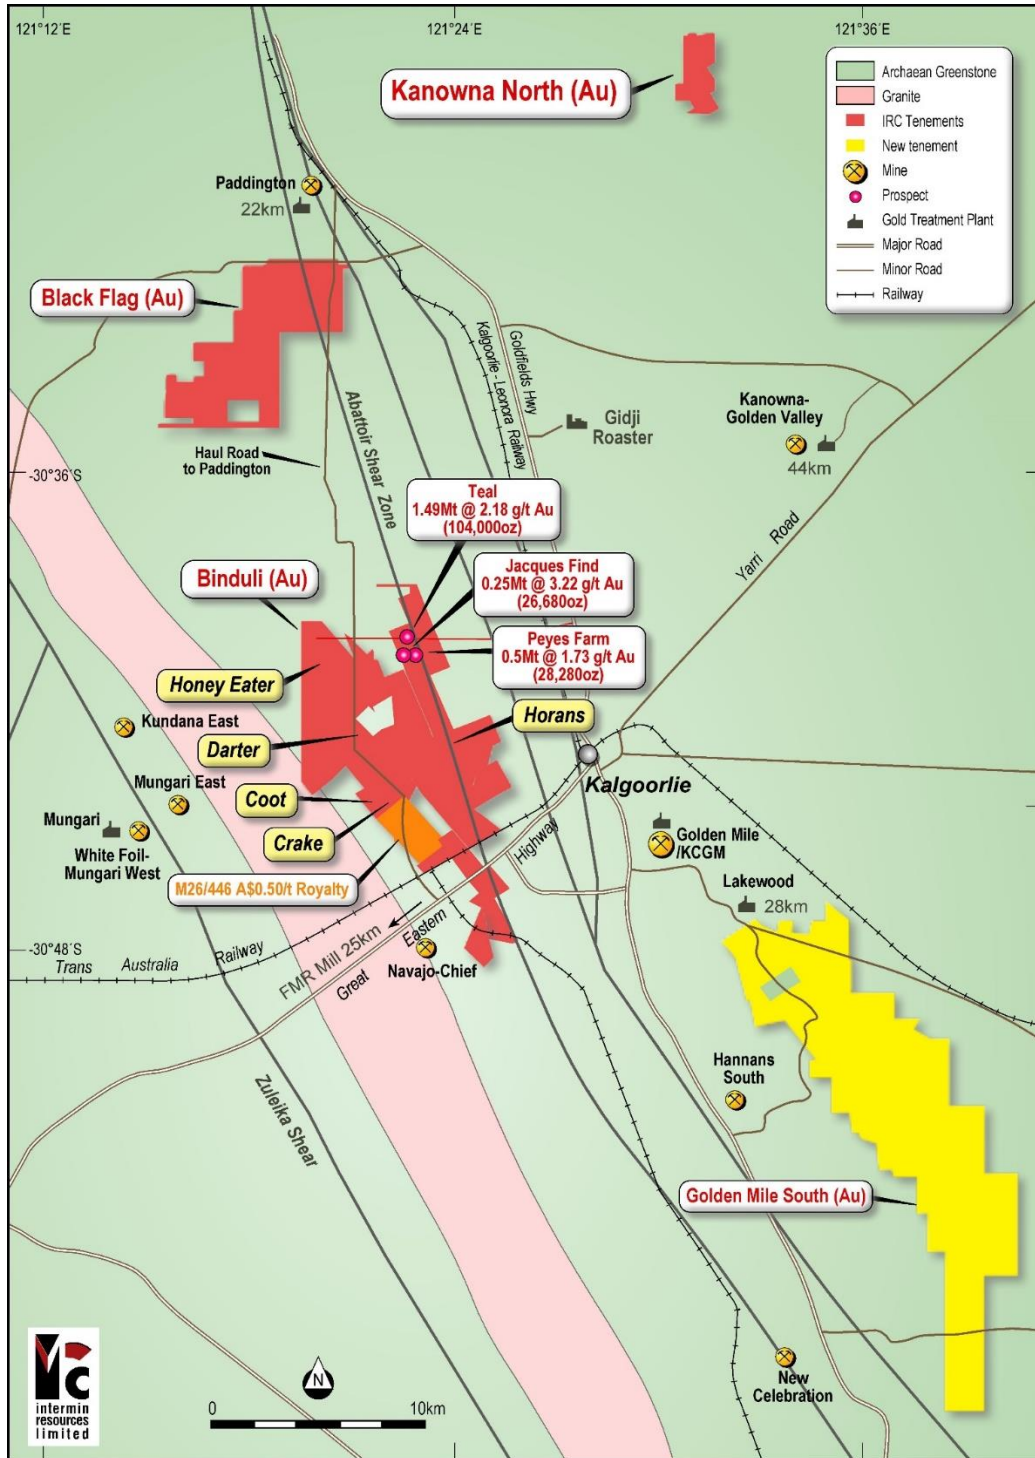 121°12´E
121°24´E
121°36´E
Kanowna North (Au)
Archaean Greenstone
Granite
IRC Tenements
New tenement
Mine
Prospect
Gold Treatment Plant
Major Road
Minor Road
Railway
Paddington
22km
Black Flag (Au)
Kalgoorlie - Leonora Railway
Goldfields Hwy
Abattoir Shear Zone
Gidji
Roaster
Kanowna-
Golden Valley
44km
Haul Road
to Paddington
-30°36´S
Yarri Road
Teal
1.49Mt @ 2.18 g/t Au
(104,000oz)
Jacques Find
0.25Mt @ 3.22 g/t Au
(26,680oz)
Peyes Farm
0.5Mt @ 1.73 g/t Au
(28,280oz)
Binduli (Au)
Honey Eater
Horans
Kundana East
Darter
Kalgoorlie
Mungari East
Coot
Mungari
White Foil-
Mungari West
Crake
Golden Mile
/KCGM
M26/446 A$0.50/t Royalty
Lakewood
28km
-30°48´S
Trans Australia Railway
FMR Mill 25km
Great Eastern Highway
Navajo-Chief
Hannans
South
Zuleika Shear
Golden Mile South (Au)
New
Celebration
N
0
10km
intermin
resources
limited